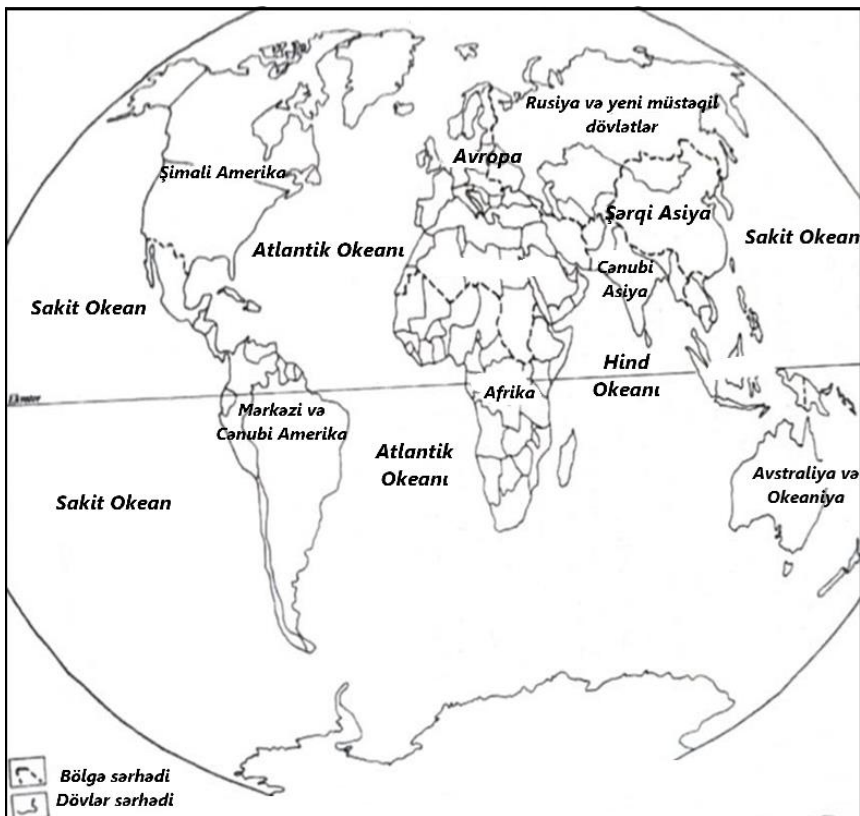 Rusiya və yeni müstəqil
dövlətlər
Avropa
Şimali Amerika
Şərqi Asiya
Atlantik Okeanı
Sakit Okean
Cənubi
Asiya
Sakit Okean
Hind
Okeanı
Ekvator
Afrika
Mərkəzi və
Cənubi Amerika
Atlantik
Okeanı
Avstraliya və
Okeaniya
Sakit Okean
Bölgə sərhədi
Dövlər sərhədi